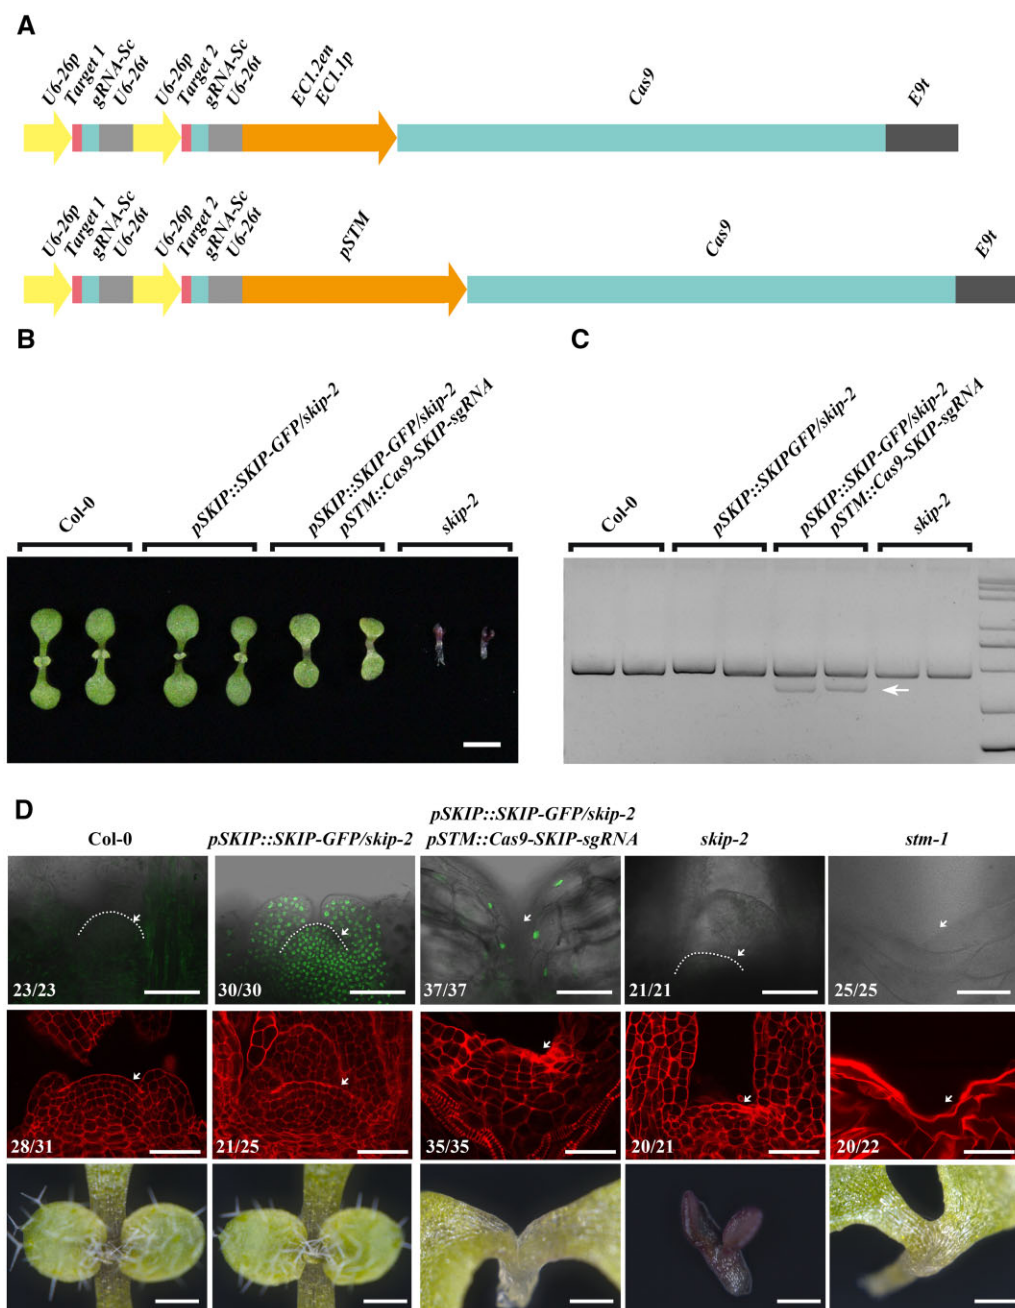 A
U6-26p
Target 1
gRNA-Sc
U6-26t
U6-26p
Target 2
gRNA-Sc
U6-26t
EC1.2en
EC1.1p
Cas9
E9t
U6-26p
Target 1
gRNA-Sc
U6-26t
U6-26p
Target 2
gRNA-Sc
U6-26t
pSTM
Cas9
E9t
B
Col-0
pSKIP::SKIP-GFP/skip-2
pSKIP::SKIP-GFP/skip-2
pSTM::Cas9-SKIP-sgRNA
skip-2
C
Col-0
pSKIP::SKIPGFP/skip-2
pSKIP::SKIP-GFP/skip-2
pSTM::Cas9-SKIP-sgRNA
skip-2
D
Col-0
pSKIP::SKIP-GFP/skip-2
pSKIP::SKIP-GFP/skip-2
pSTM::Cas9-SKIP-sgRNA
skip-2
stm-1
23/23
30/30
37/37
21/21
25/25
28/31
21/25
35/35
20/21
20/22